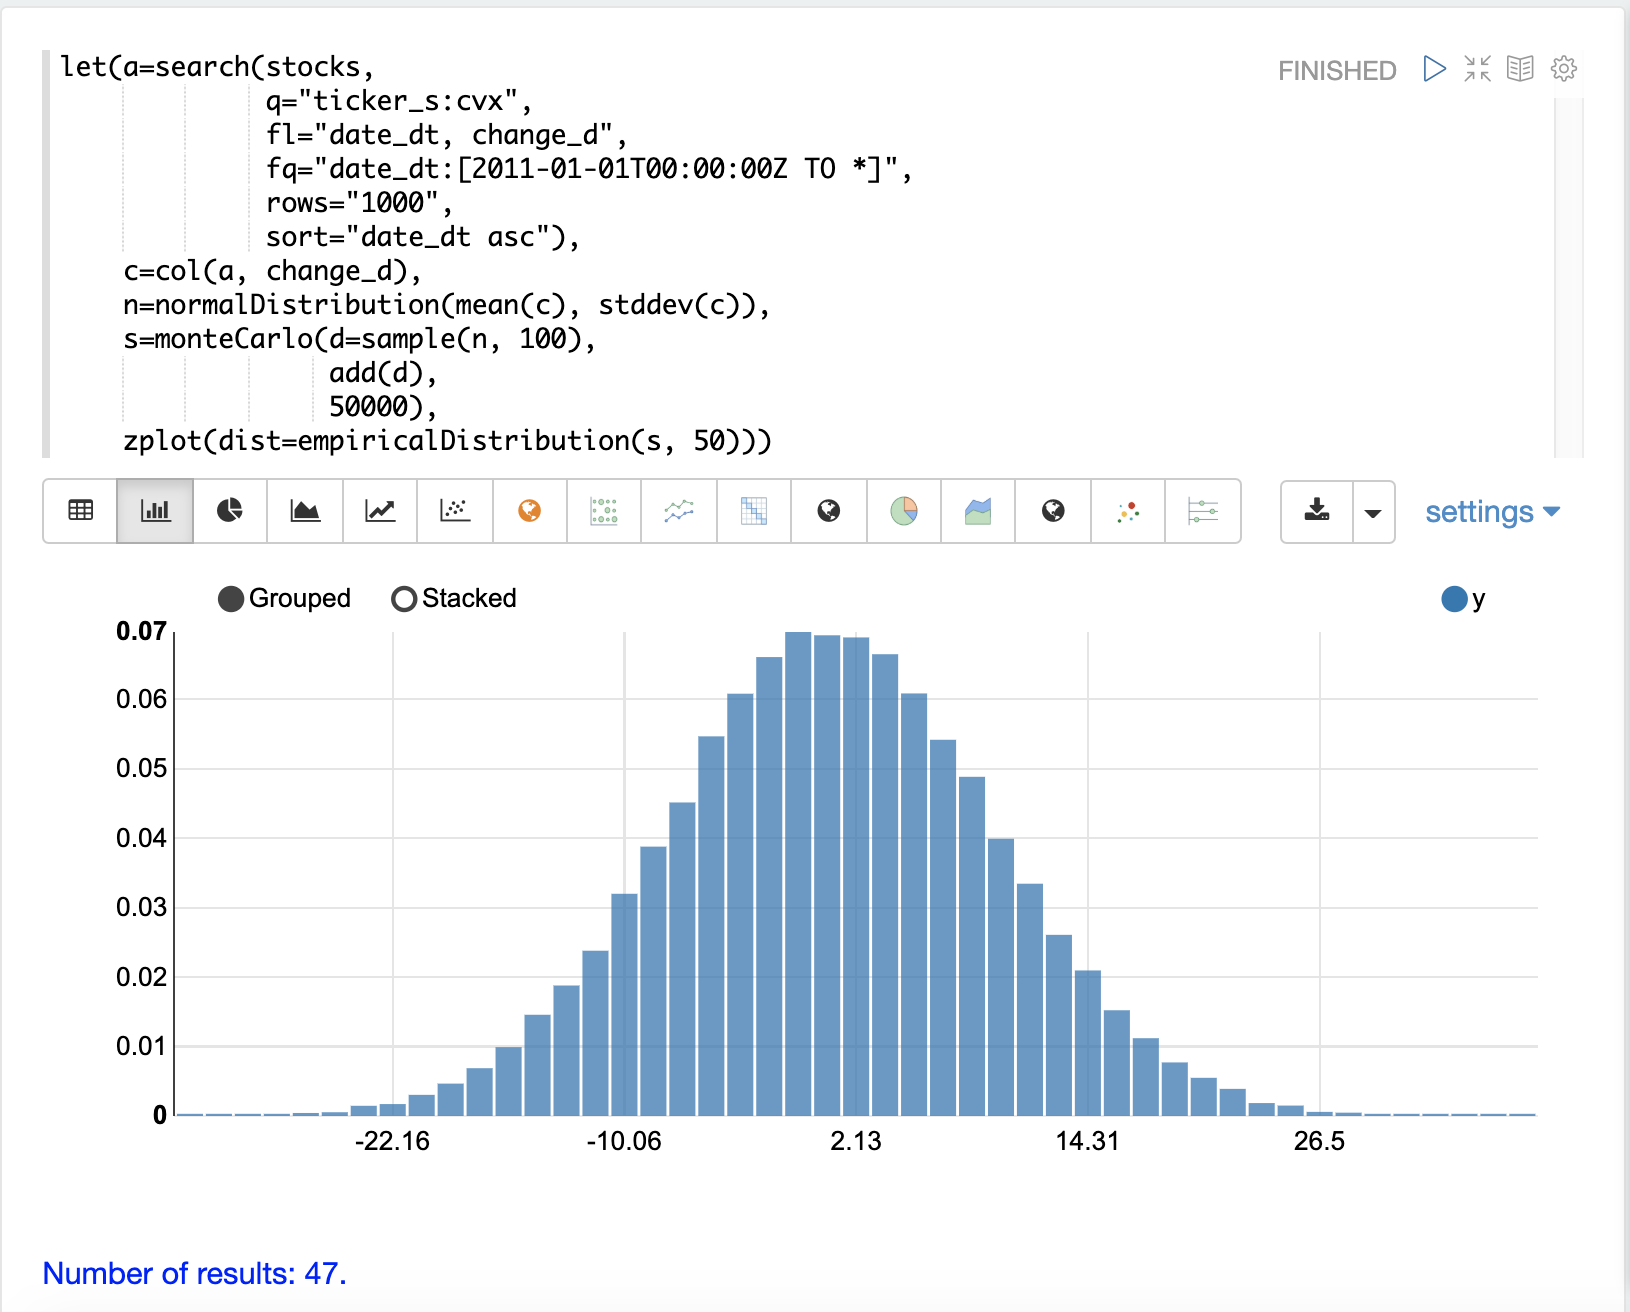 let(a=search(stocks,
FINISHED
q="ticker_s:cvx",
fl="date_dt, change_d",
fq="date_dt:[2011-01-01T00:00:00Z TO *]",
rows="1000",
sort="date_dt asc"),
c=col(a, change_d),
n=normalDistribution(mean(c), stddev(c)),
s=monteCarlo(d=sample(n, 100),
add(d),
50000),
zplot(dist=empiricalDistribution(s, 50)))
settings
Grouped Stacked y
0.07
0.06
0.05
0.04
0.03
0.02
0.01
0
-22.16 -10.06 2.13 14.31 26.5
Number of results: 47.